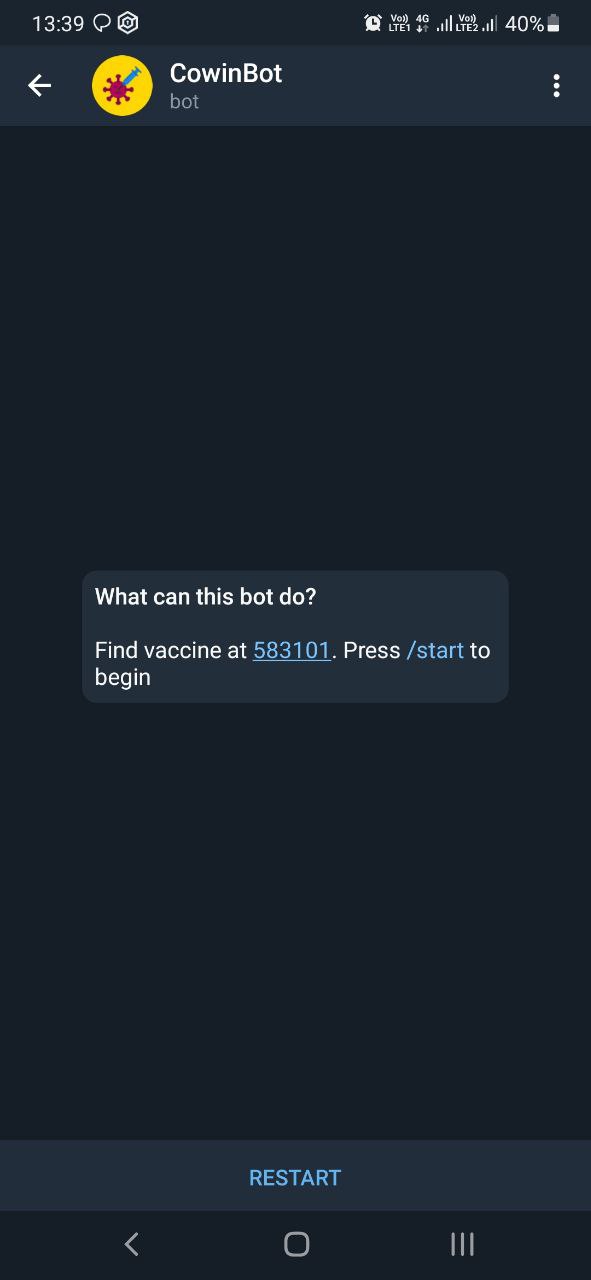 13:39
Vo)) LTE1 4G Vo)) LTE2 40%
CowinBot
bot
What can this bot do?
Find vaccine at 583101. Press /start to
begin
RESTART